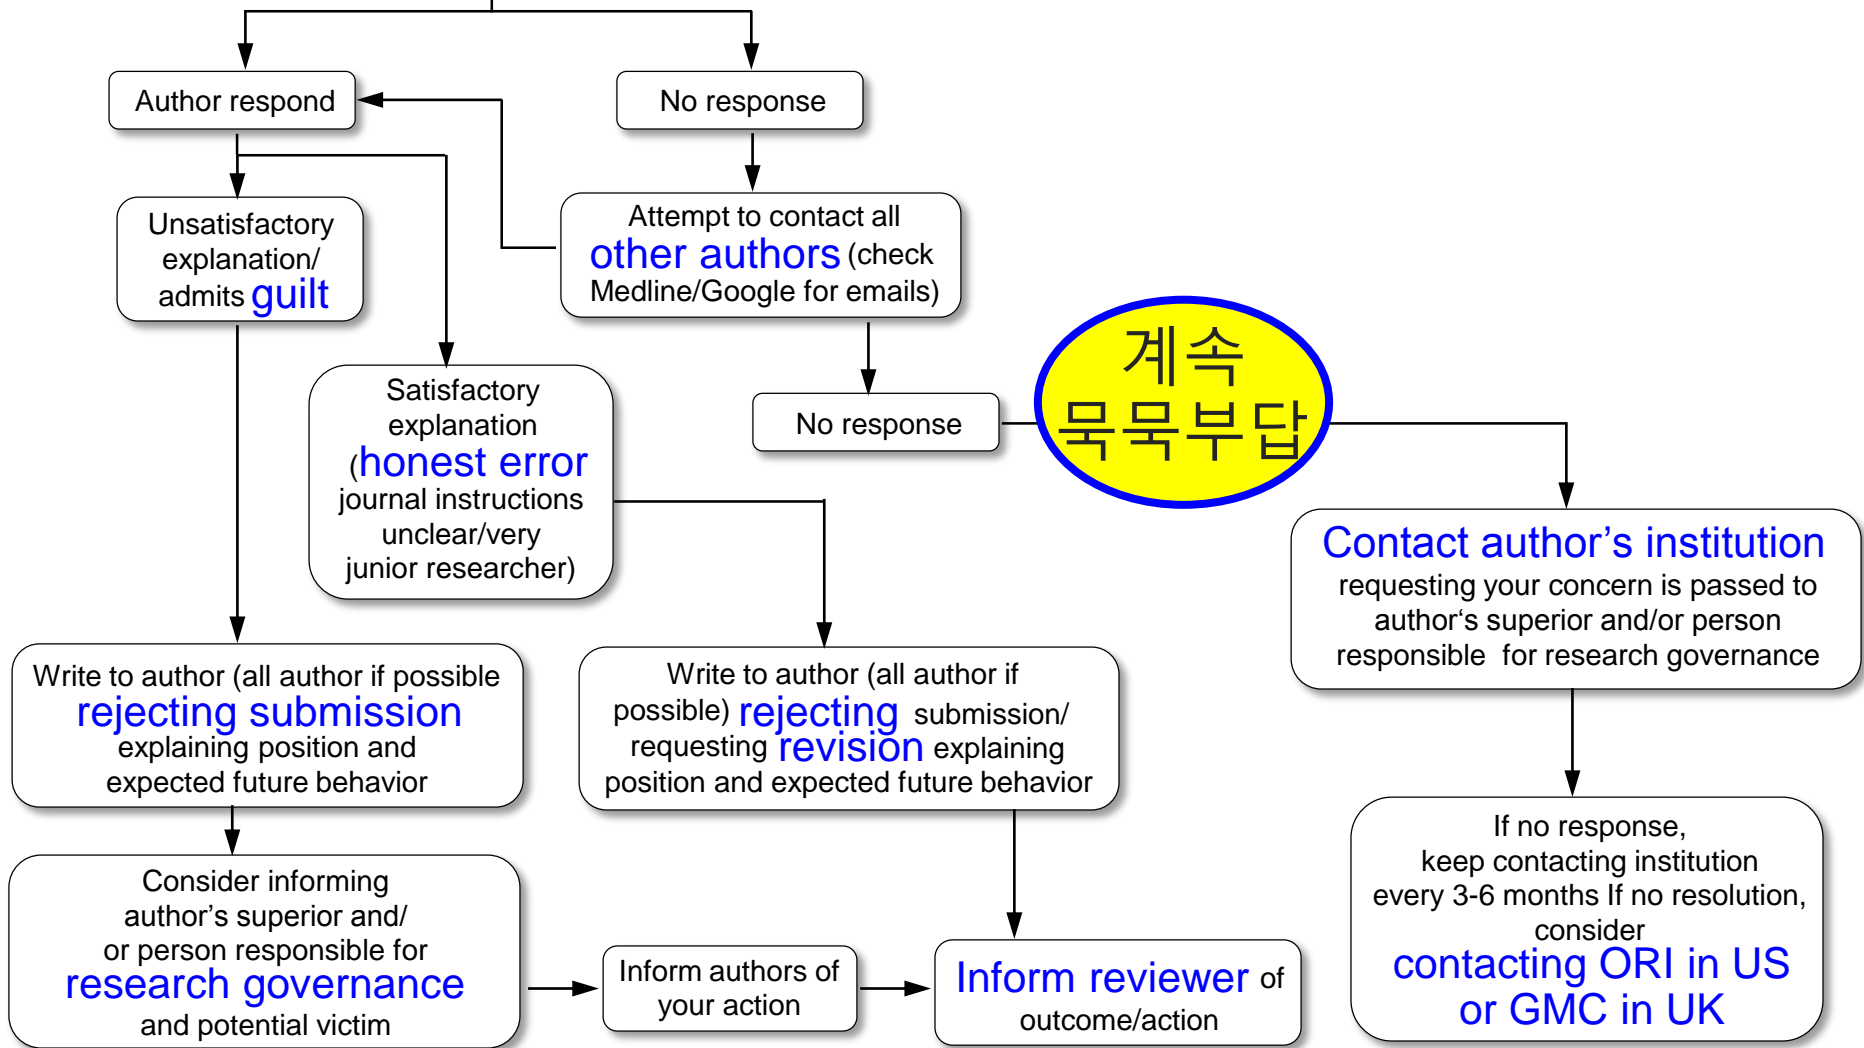 Author respond
No response
Unsatisfactory
explanation/
admits guilt
Attempt to contact all
other authors (check
Medline/Google for emails)
Satisfactory
explanation
(honest error
journal instructions
unclear/very
junior researcher)
No response
계속
묵묵부답
Contact author’s institution
requesting your concern is passed to
author‘s superior and/or person
responsible for research governance
Write to author (all author if possible
rejecting submission
explaining position and
expected future behavior
Write to author (all author if
possible) rejecting submission/
requesting revision explaining
position and expected future behavior
If no response,
keep contacting institution
every 3-6 months If no resolution,
consider
contacting ORI in US
or GMC in UK
Consider informing
author’s superior and/
or person responsible for
research governance
and potential victim
Inform authors of
your action
Inform reviewer of
outcome/action